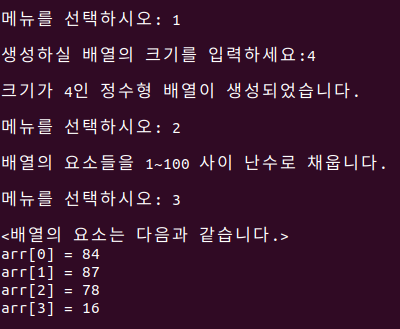 메뉴를 선택하시오: 1
생성하실 배열의 크기를 입력하세요:4
크기가 4인 정수형 배열이 생성되었습니다.
메뉴를 선택하시오: 2
배열의 요소들을 1~100 사이 난수로 채웁니다.
메뉴를 선택하시오: 3
<배열의 요소는 다음과 같습니다.>
arr[0] = 84
arr[1] = 87
arr[2] = 78
arr[3] = 16